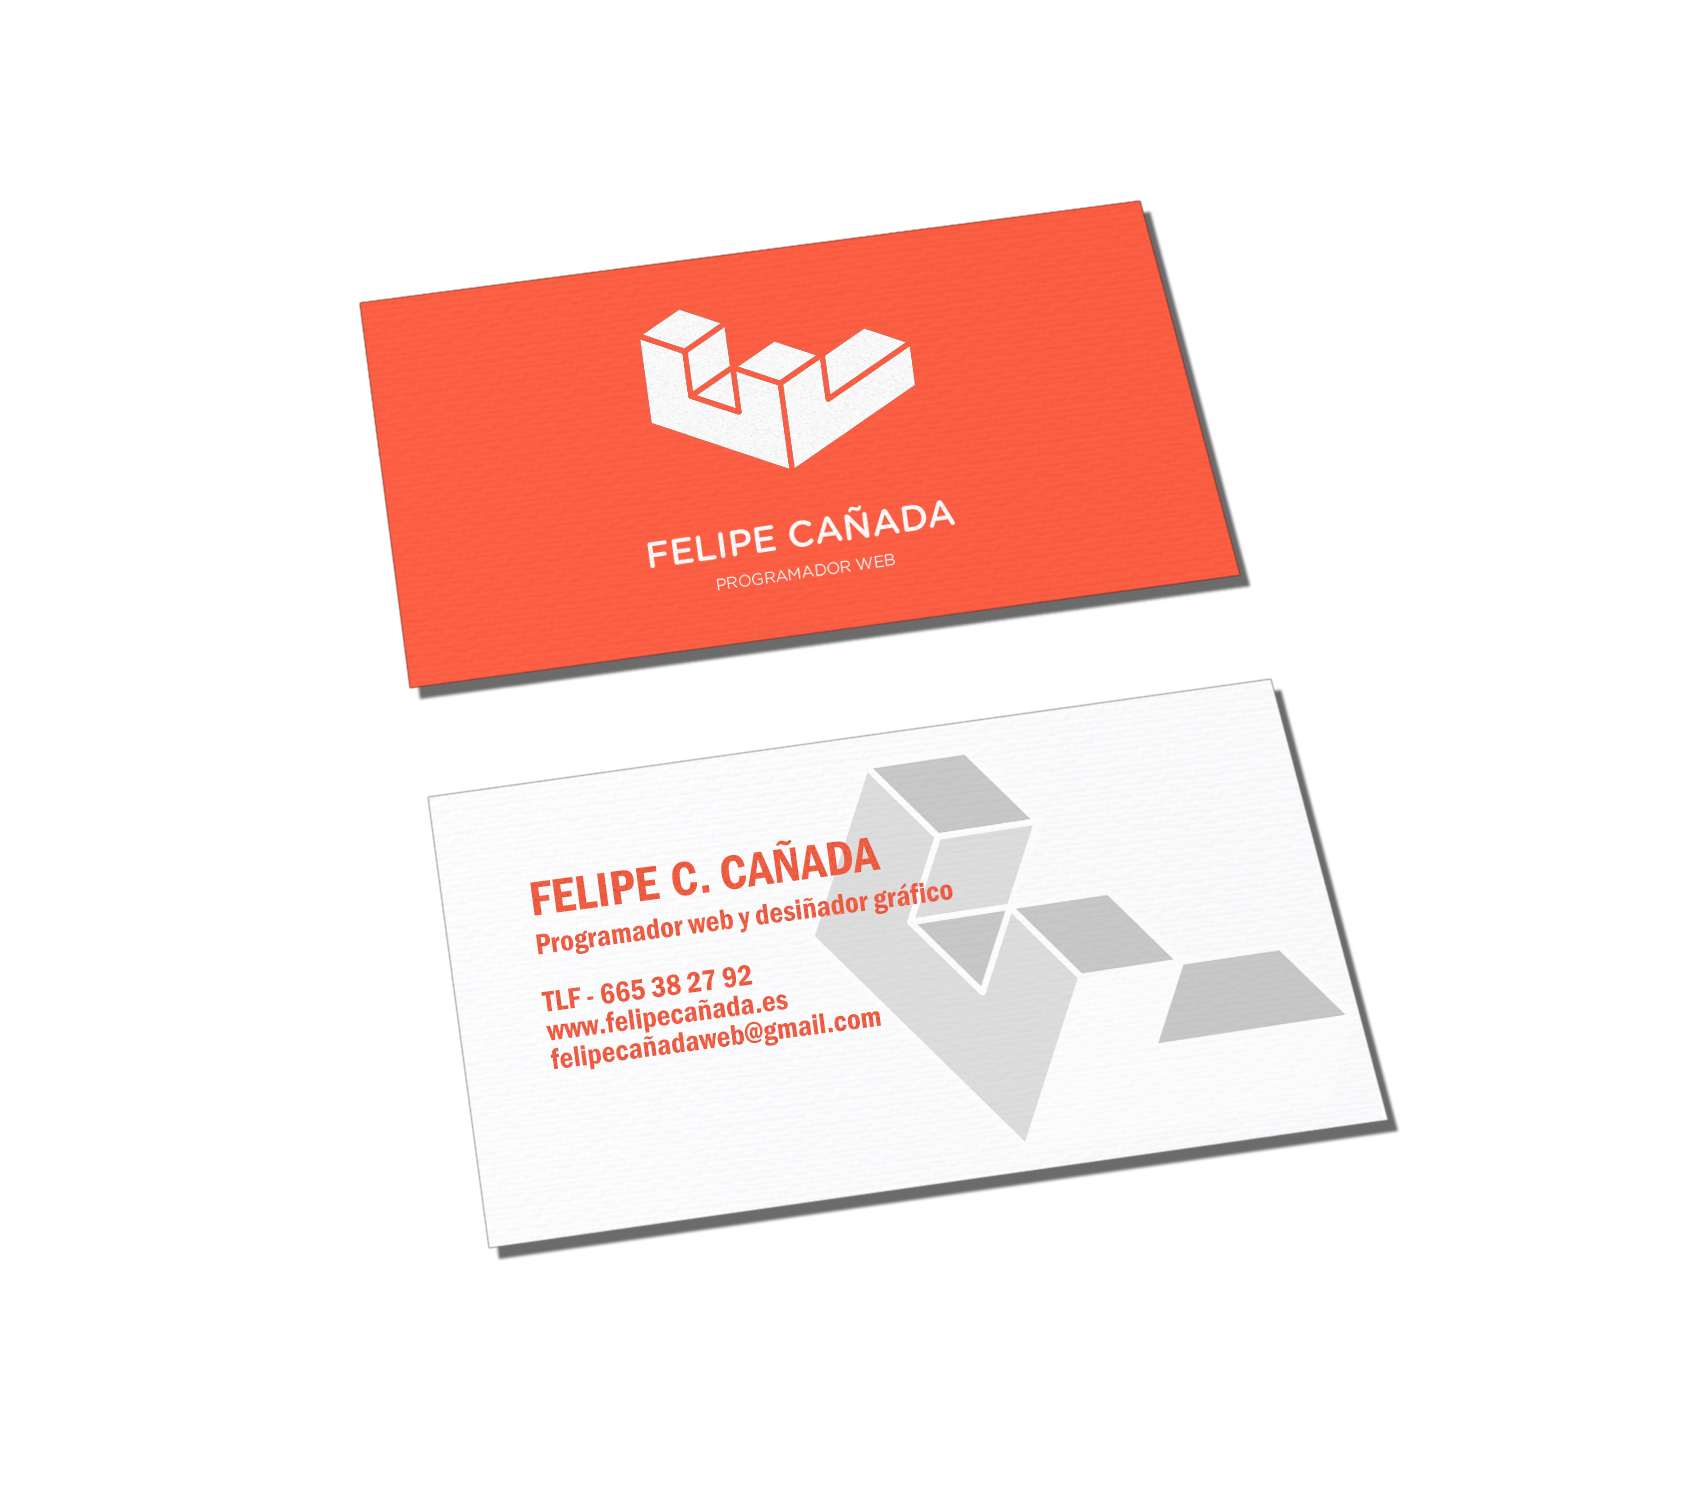 FELIPE CAÑADA
PROGRAMADOR WEB
FELIPE C. CAÑADA
Programador web y desiñador gráfico
TLF - 665 38 27 92
www.felipecañada.es
felipecañadaweb@gmail.com